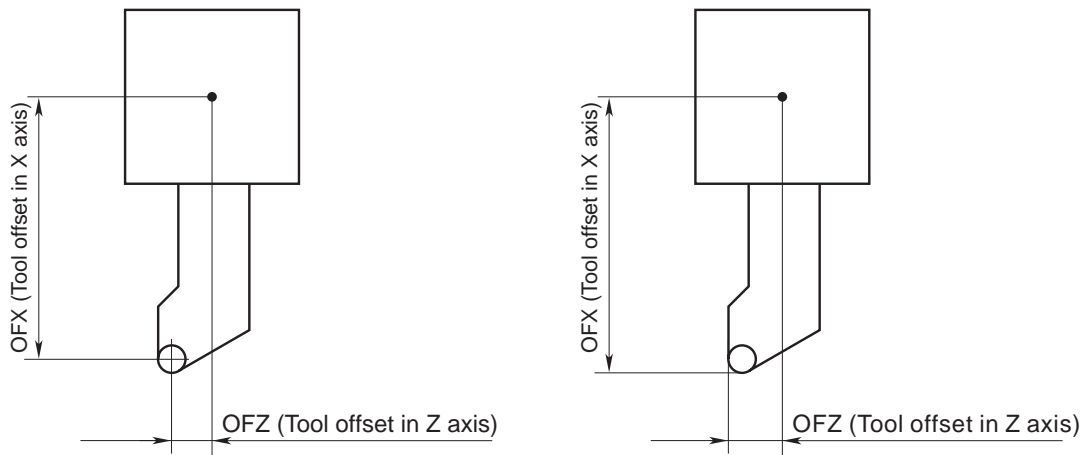 OFX (Tool offset in X axis)
OFZ (Tool offset in Z axis)
OFX (Tool offset in X axis)
OFZ (Tool offset in Z axis)